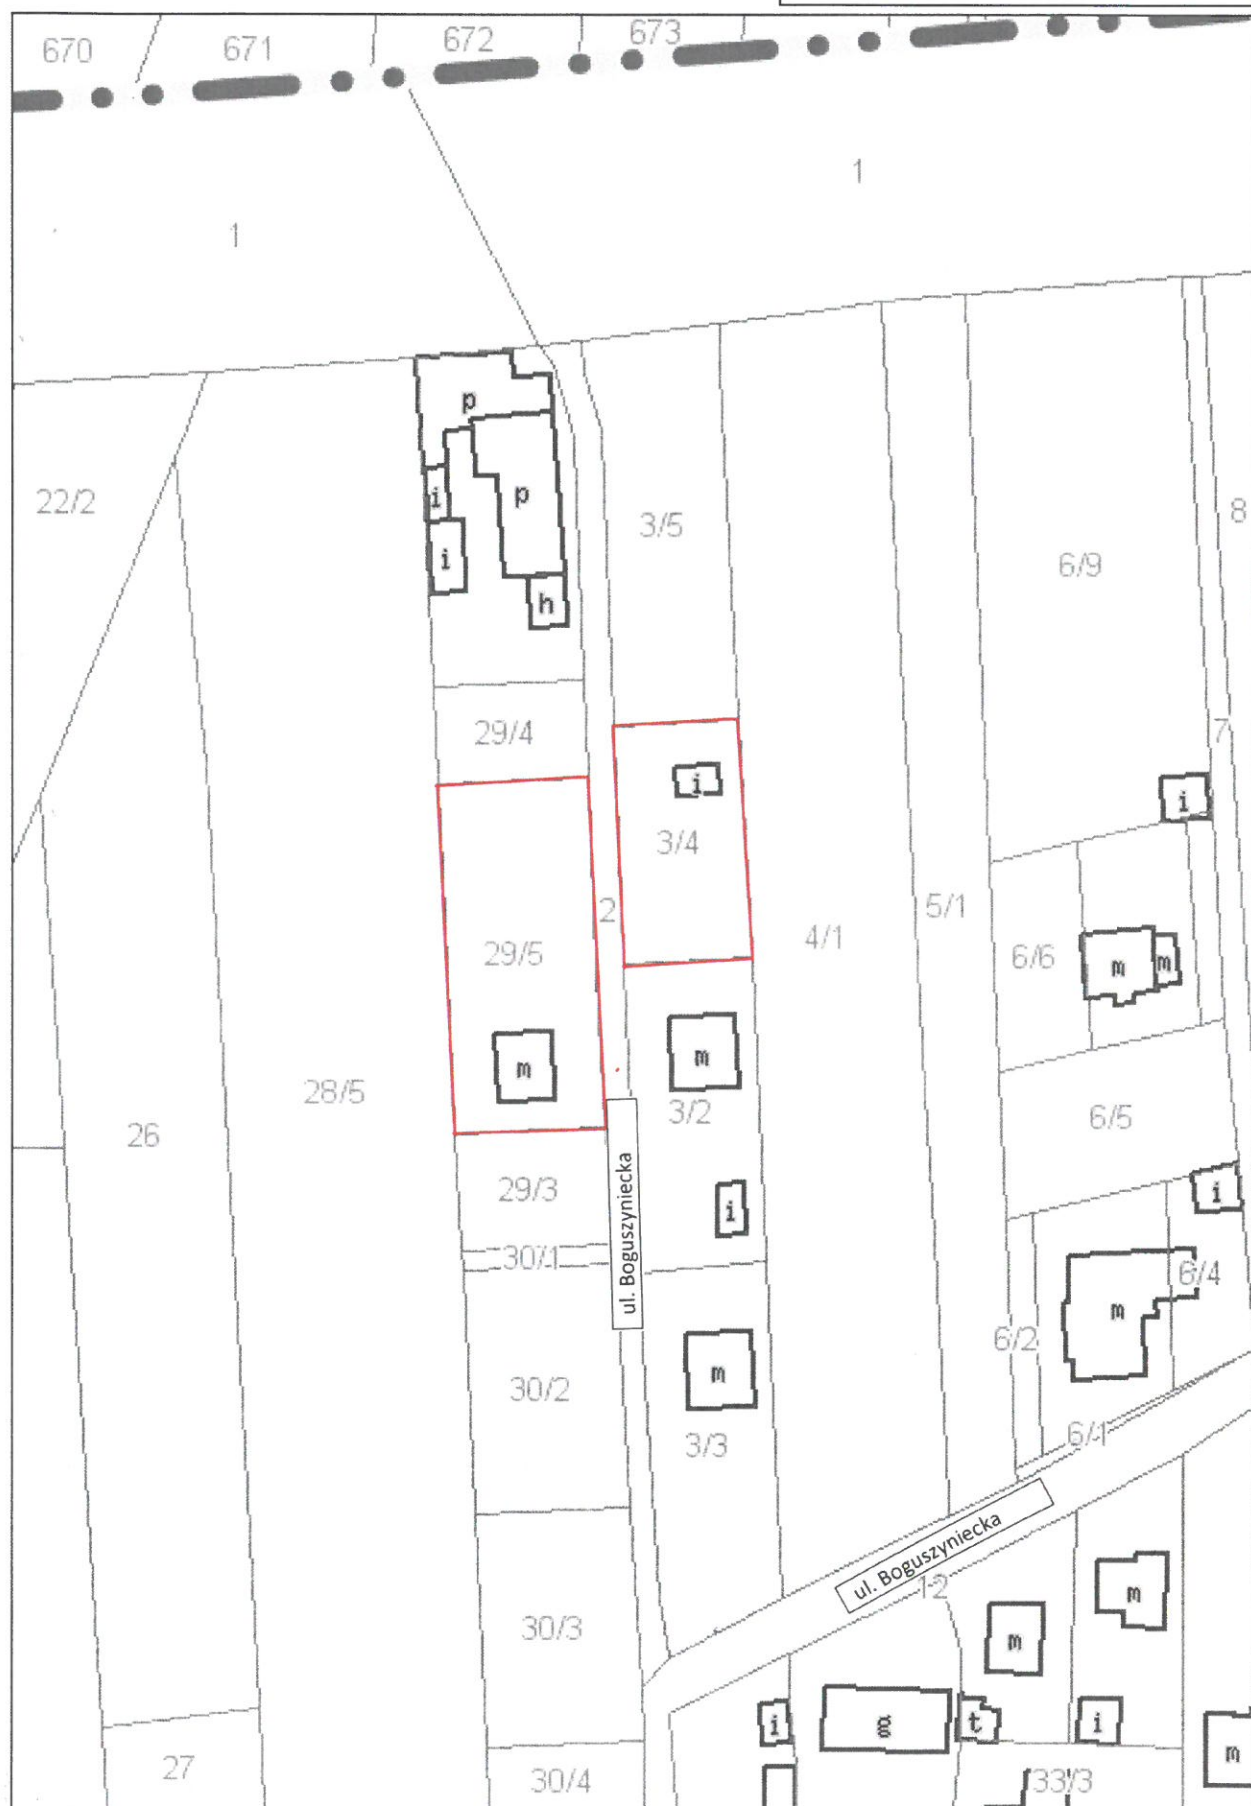 670
671
672
673
1
1
p
22/2
i
p
3/5
8
i
6/9
h
29/4
7
i
i
3/4
2
5/1
4/1
29/5
6/6
m
m
m
m
28/5
3/2
6/5
26
ul. Boguszyniecka
29/3
i
i
30/1
6/4
m
6/2
m
30/2
6/1
3/3
ul. Boguszyniecka
12
m
30/3
m
i
g
t
i
m
27
30/4
33/3